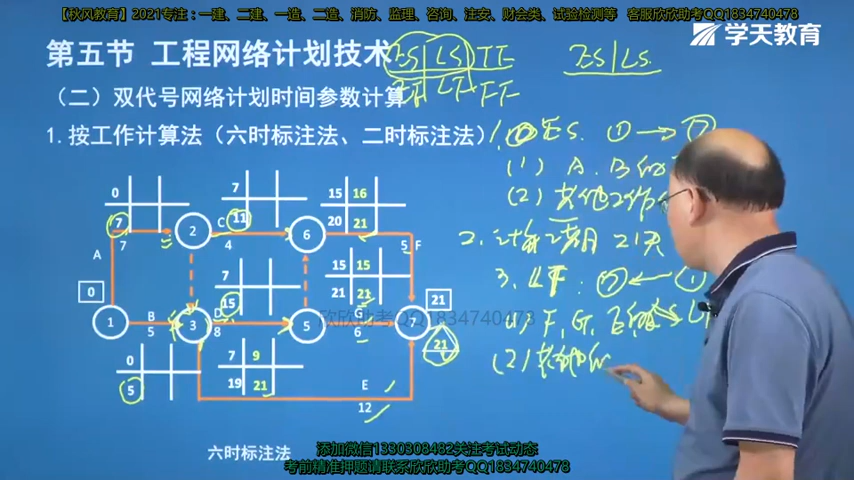 【秋风教育】2021专注：一建、二建、一造、二造、消防、监理、咨询、注安、财会类、试验检测等 客服欣欣助考QQ1834740478
学天教育
第五节 工程网络计划技术
ES LS TF
EF LF FF
ES LS
（二）双代号网络计划时间参数计算
1.按工作计算法（六时标注法、二时标注法）
1. ES. ① →
(1) A、B
(2) 其他工作
2. 计算工期 21天
3. LF:
(1) F、G、E
(2) 其他
0
7
7
11
15 16
20 21
2
C
4
6
5 F
A
7
0
7
15
15 15
21 21
21
1
B
5
3
D
8
5
G
6
欣欣助考QQ1834740478
21
0
5
7 9
19 21
E
12
六时标注法
添加微信1330308482关注考试动态
考前精准押题请联系欣欣助考QQ1834740478